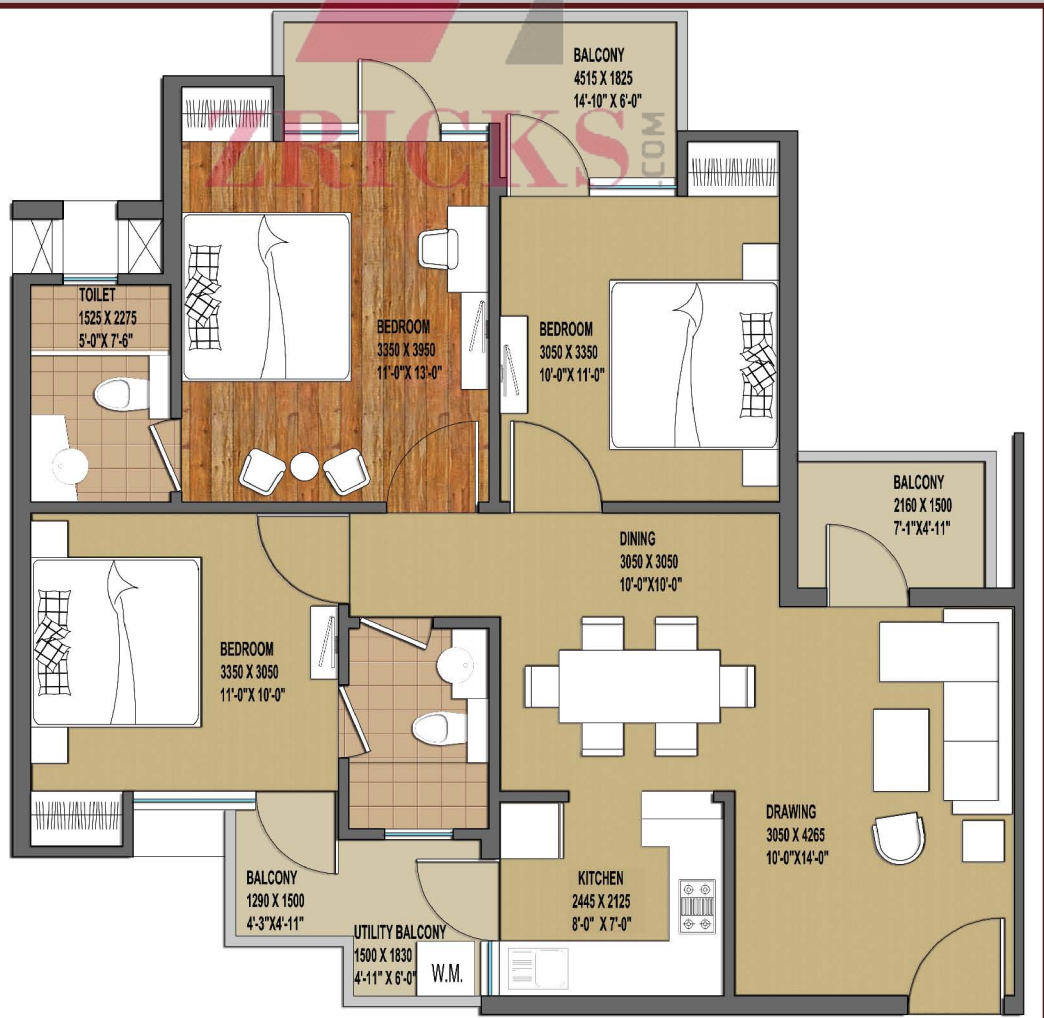 ZRICKS
.COM
BALCONY
4515 X 1825
14'-10" X 6'-0"
TOILET
1525 X 2275
5'-0"X 7'-6"
BEDROOM
3350 X 3950
11'-0"X 13'-0"
BEDROOM
3050 X 3350
10'-0"X 11'-0"
BALCONY
2160 X 1500
7'-1"X4'-11"
DINING
3050 X 3050
10'-0"X10'-0"
BEDROOM
3350 X 3050
11'-0"X 10'-0"
DRAWING
3050 X 4265
10'-0"X14'-0"
BALCONY
1290 X 1500
4'-3"X4'-11"
KITCHEN
2445 X 2125
8'-0" X 7'-0"
UTILITY BALCONY
1500 X 1830
4'-11" X 6'-0"
W.M.